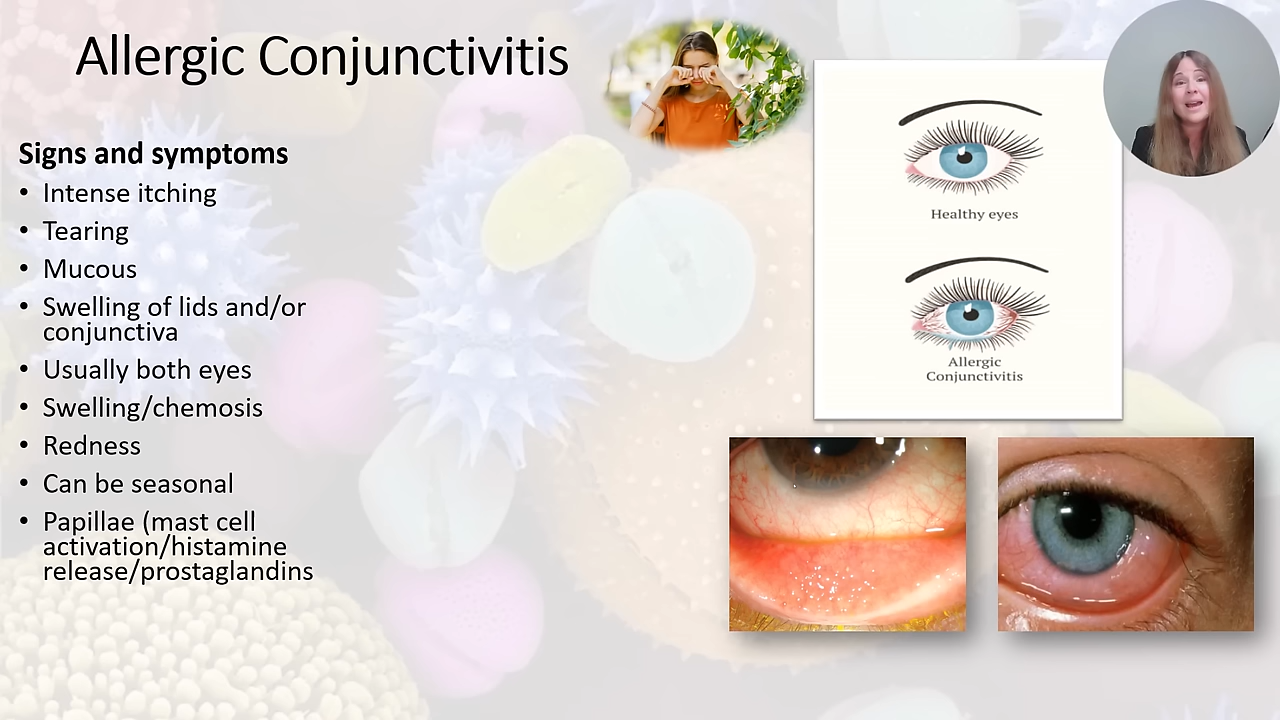 Allergic Conjunctivitis
Signs and symptoms
• Intense itching
• Tearing
• Mucous
• Swelling of lids and/or
conjunctiva
• Usually both eyes
• Swelling/chemosis
• Redness
• Can be seasonal
• Papillae (mast cell
activation/histamine
release/prostaglandins
Healthy eyes
Allergic
Conjunctivitis